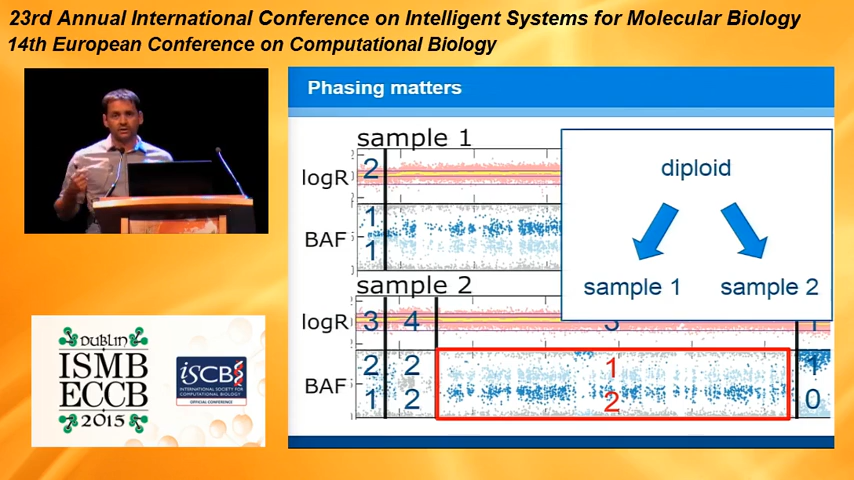 23rd Annual International Conference on Intelligent Systems for Molecular Biology
14th European Conference on Computational Biology
Phasing matters
sample 1
logR
2
BAF
1
1
diploid
sample 1
sample 2
sample 2
logR
3
4
3
1
BAF
2
2
1
1
1
2
2
0
DUBLIN
ISMB
ECCB
2015
ISCB
INTERNATIONAL SOCIETY FOR
COMPUTATIONAL BIOLOGY
OFFICIAL CONFERENCE